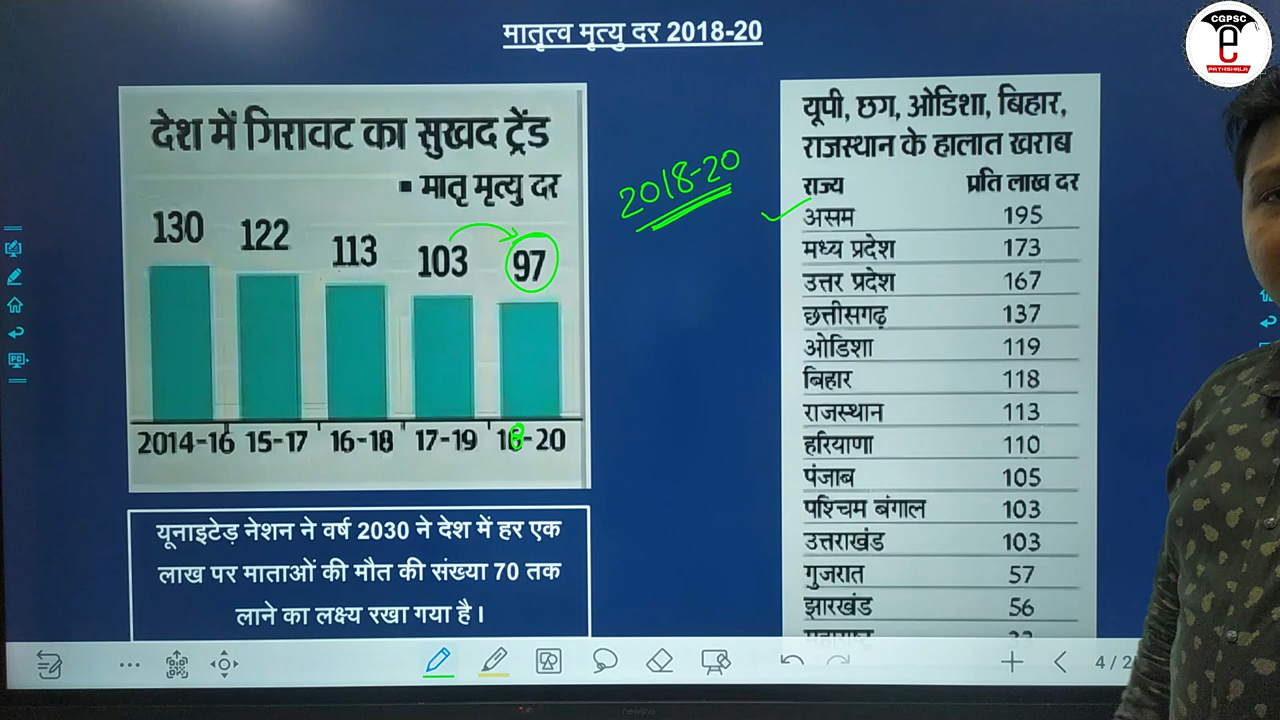 मातृत्व मृत्यु दर 2018-20
CGPSC
e
PATHSHALA
देश में गिरावट का सुखद ट्रेंड
▪ मातृ मृत्यु दर
130 122 113 103 97
2014-16 15-17 16-18 17-19 18-20
यूनाइटेड़ नेशन ने वर्ष 2030 ने देश में हर एक
लाख पर माताओं की मौत की संख्या 70 तक
लाने का लक्ष्य रखा गया है ।
2018-20
यूपी, छग, ओडिशा, बिहार,
राजस्थान के हालात खराब
राज्य प्रति लाख दर
असम 195
मध्य प्रदेश 173
उत्तर प्रदेश 167
छत्तीसगढ़ 137
ओडिशा 119
बिहार 118
राजस्थान 113
हरियाणा 110
पंजाब 105
पश्चिम बंगाल 103
उत्तराखंड 103
गुजरात 57
झारखंड 56
4 / 2